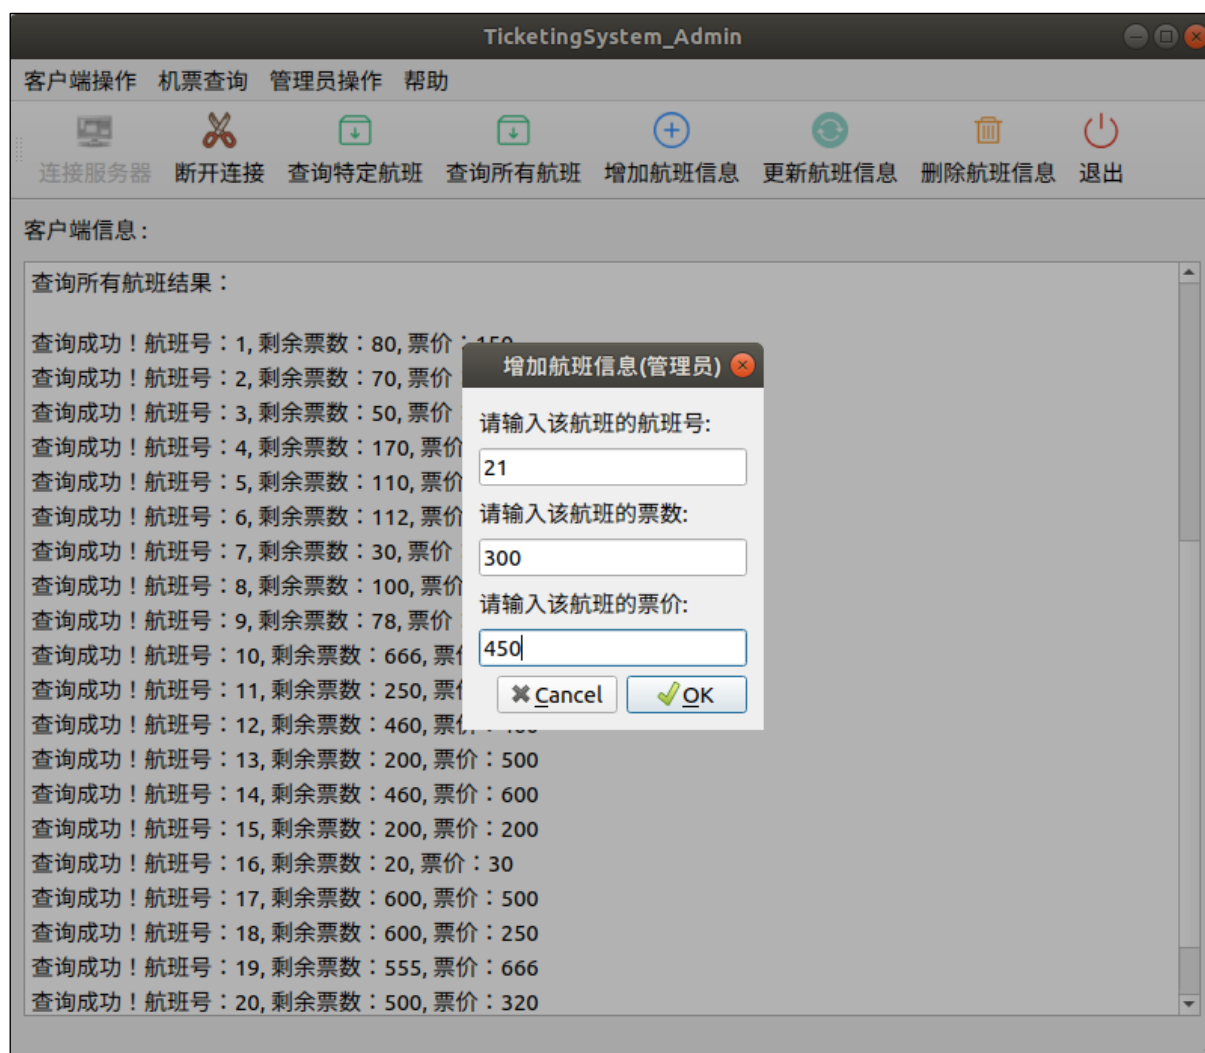 TicketingSystem_Admin
客户端操作 机票查询 管理员操作 帮助
连接服务器 断开连接 查询特定航班 查询所有航班 增加航班信息 更新航班信息 删除航班信息 退出
客户端信息:
查询所有航班结果：
查询成功！航班号：1, 剩余票数：80, 票价：150
查询成功！航班号：2, 剩余票数：70, 票价
查询成功！航班号：3, 剩余票数：50, 票价
查询成功！航班号：4, 剩余票数：170, 票价
查询成功！航班号：5, 剩余票数：110, 票价
查询成功！航班号：6, 剩余票数：112, 票价
查询成功！航班号：7, 剩余票数：30, 票价
查询成功！航班号：8, 剩余票数：100, 票价
查询成功！航班号：9, 剩余票数：78, 票价
查询成功！航班号：10, 剩余票数：666, 票
查询成功！航班号：11, 剩余票数：250, 票
查询成功！航班号：12, 剩余票数：460, 票价
查询成功！航班号：13, 剩余票数：200, 票价：500
查询成功！航班号：14, 剩余票数：460, 票价：600
查询成功！航班号：15, 剩余票数：200, 票价：200
查询成功！航班号：16, 剩余票数：20, 票价：30
查询成功！航班号：17, 剩余票数：600, 票价：500
查询成功！航班号：18, 剩余票数：600, 票价：250
查询成功！航班号：19, 剩余票数：555, 票价：666
查询成功！航班号：20, 剩余票数：500, 票价：320
增加航班信息(管理员)
请输入该航班的航班号:
21
请输入该航班的票数:
300
请输入该航班的票价:
450
Cancel OK